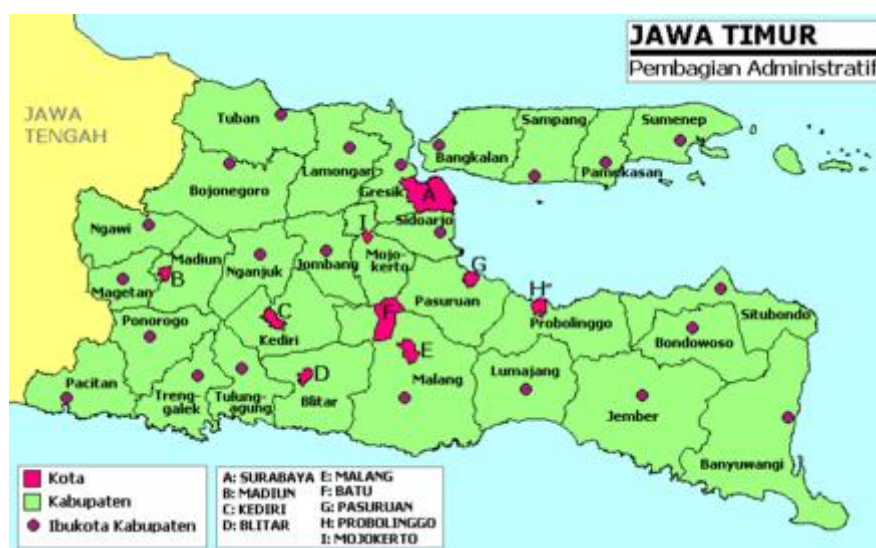 JAWA TIMUR
Pembagian Administratif
JAWA
TENGAH
Tuban
Lamongan
Gresik
A
Bangkalan
Sampang
Pamekasan
Sumenep
Bojonegoro
Ngawi
Madiun
B
Magetan
Nganjuk
Jombang
I
Mojo-
kerto
Sidoarjo
G
Pasuruan
H
Probolinggo
Situbondo
Bondowoso
Ponorogo
C
Kediri
F
E
Malang
Lumajang
Jember
Banyuwangi
Pacitan
Treng-
galek
Tulung-
agung
D
Blitar
Kota
Kabupaten
Ibukota Kabupaten
A: SURABAYA E: MALANG
B: MADIUN F: BATU
C: KEDIRI G: PASURUAN
D: BLITAR H: PROBOLINGGO
I: MOJOKERTO